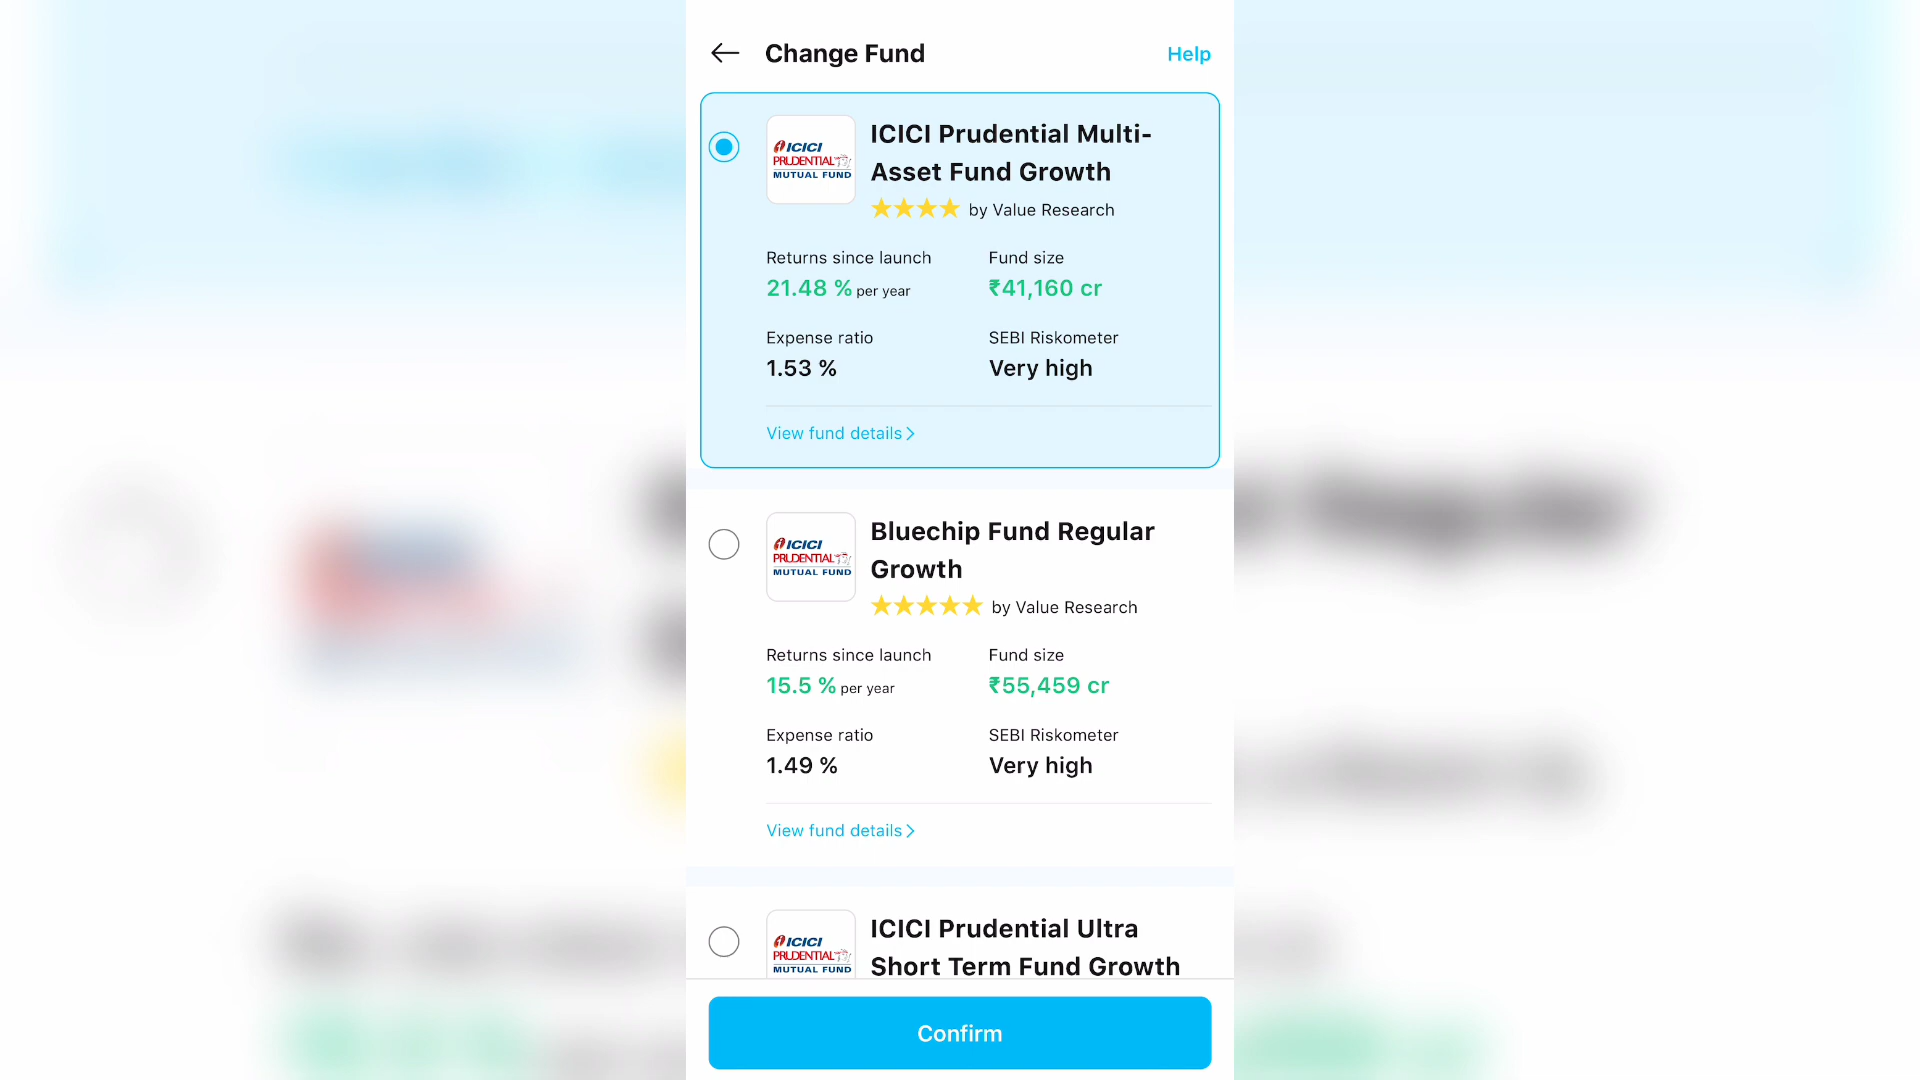 Change Fund
Help
ICICI
PRUDENTIAL
MUTUAL FUND
ICICI Prudential Multi-
Asset Fund Growth
by Value Research
Returns since launch
Fund size
21.48 % per year
₹41,160 cr
Expense ratio
SEBI Riskometer
1.53 %
Very high
View fund details
ICICI
PRUDENTIAL
MUTUAL FUND
Bluechip Fund Regular
Growth
by Value Research
Returns since launch
Fund size
15.5 % per year
₹55,459 cr
Expense ratio
SEBI Riskometer
1.49 %
Very high
View fund details
ICICI
PRUDENTIAL
MUTUAL FUND
ICICI Prudential Ultra
Short Term Fund Growth
Confirm